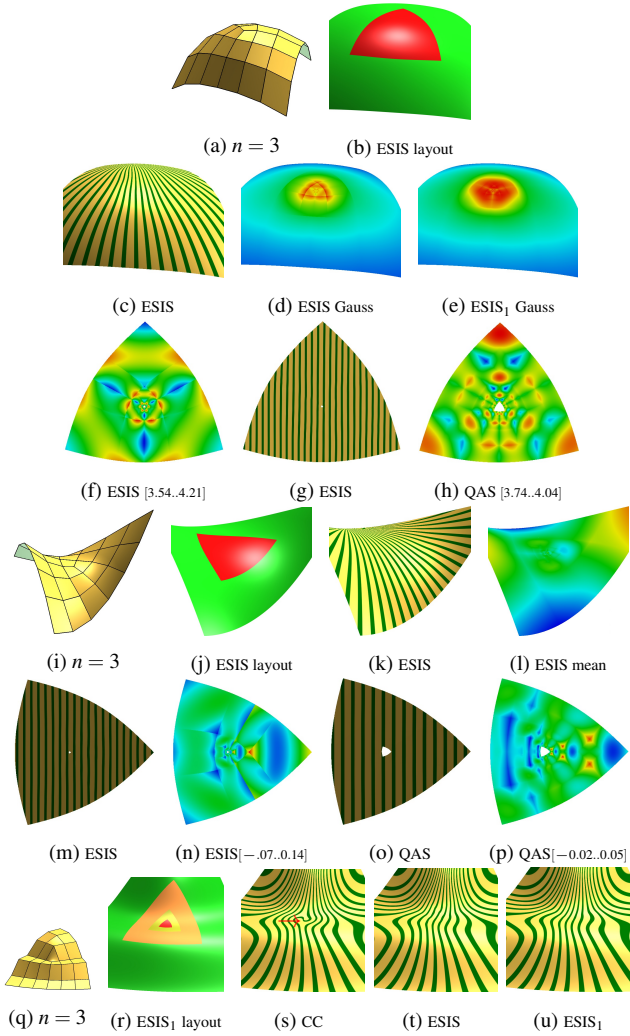 (a) n = 3
(b) ESIS layout
(c) ESIS
(d) ESIS Gauss
(e) ESIS₁ Gauss
(f) ESIS [3.54..4.21]
(g) ESIS
(h) QAS [3.74..4.04]
(i) n = 3
(j) ESIS layout
(k) ESIS
(l) ESIS mean
(m) ESIS
(n) ESIS[−.07..0.14]
(o) QAS
(p) QAS[−0.02..0.05]
(q) n = 3
(r) ESIS₁ layout
(s) CC
(t) ESIS
(u) ESIS₁